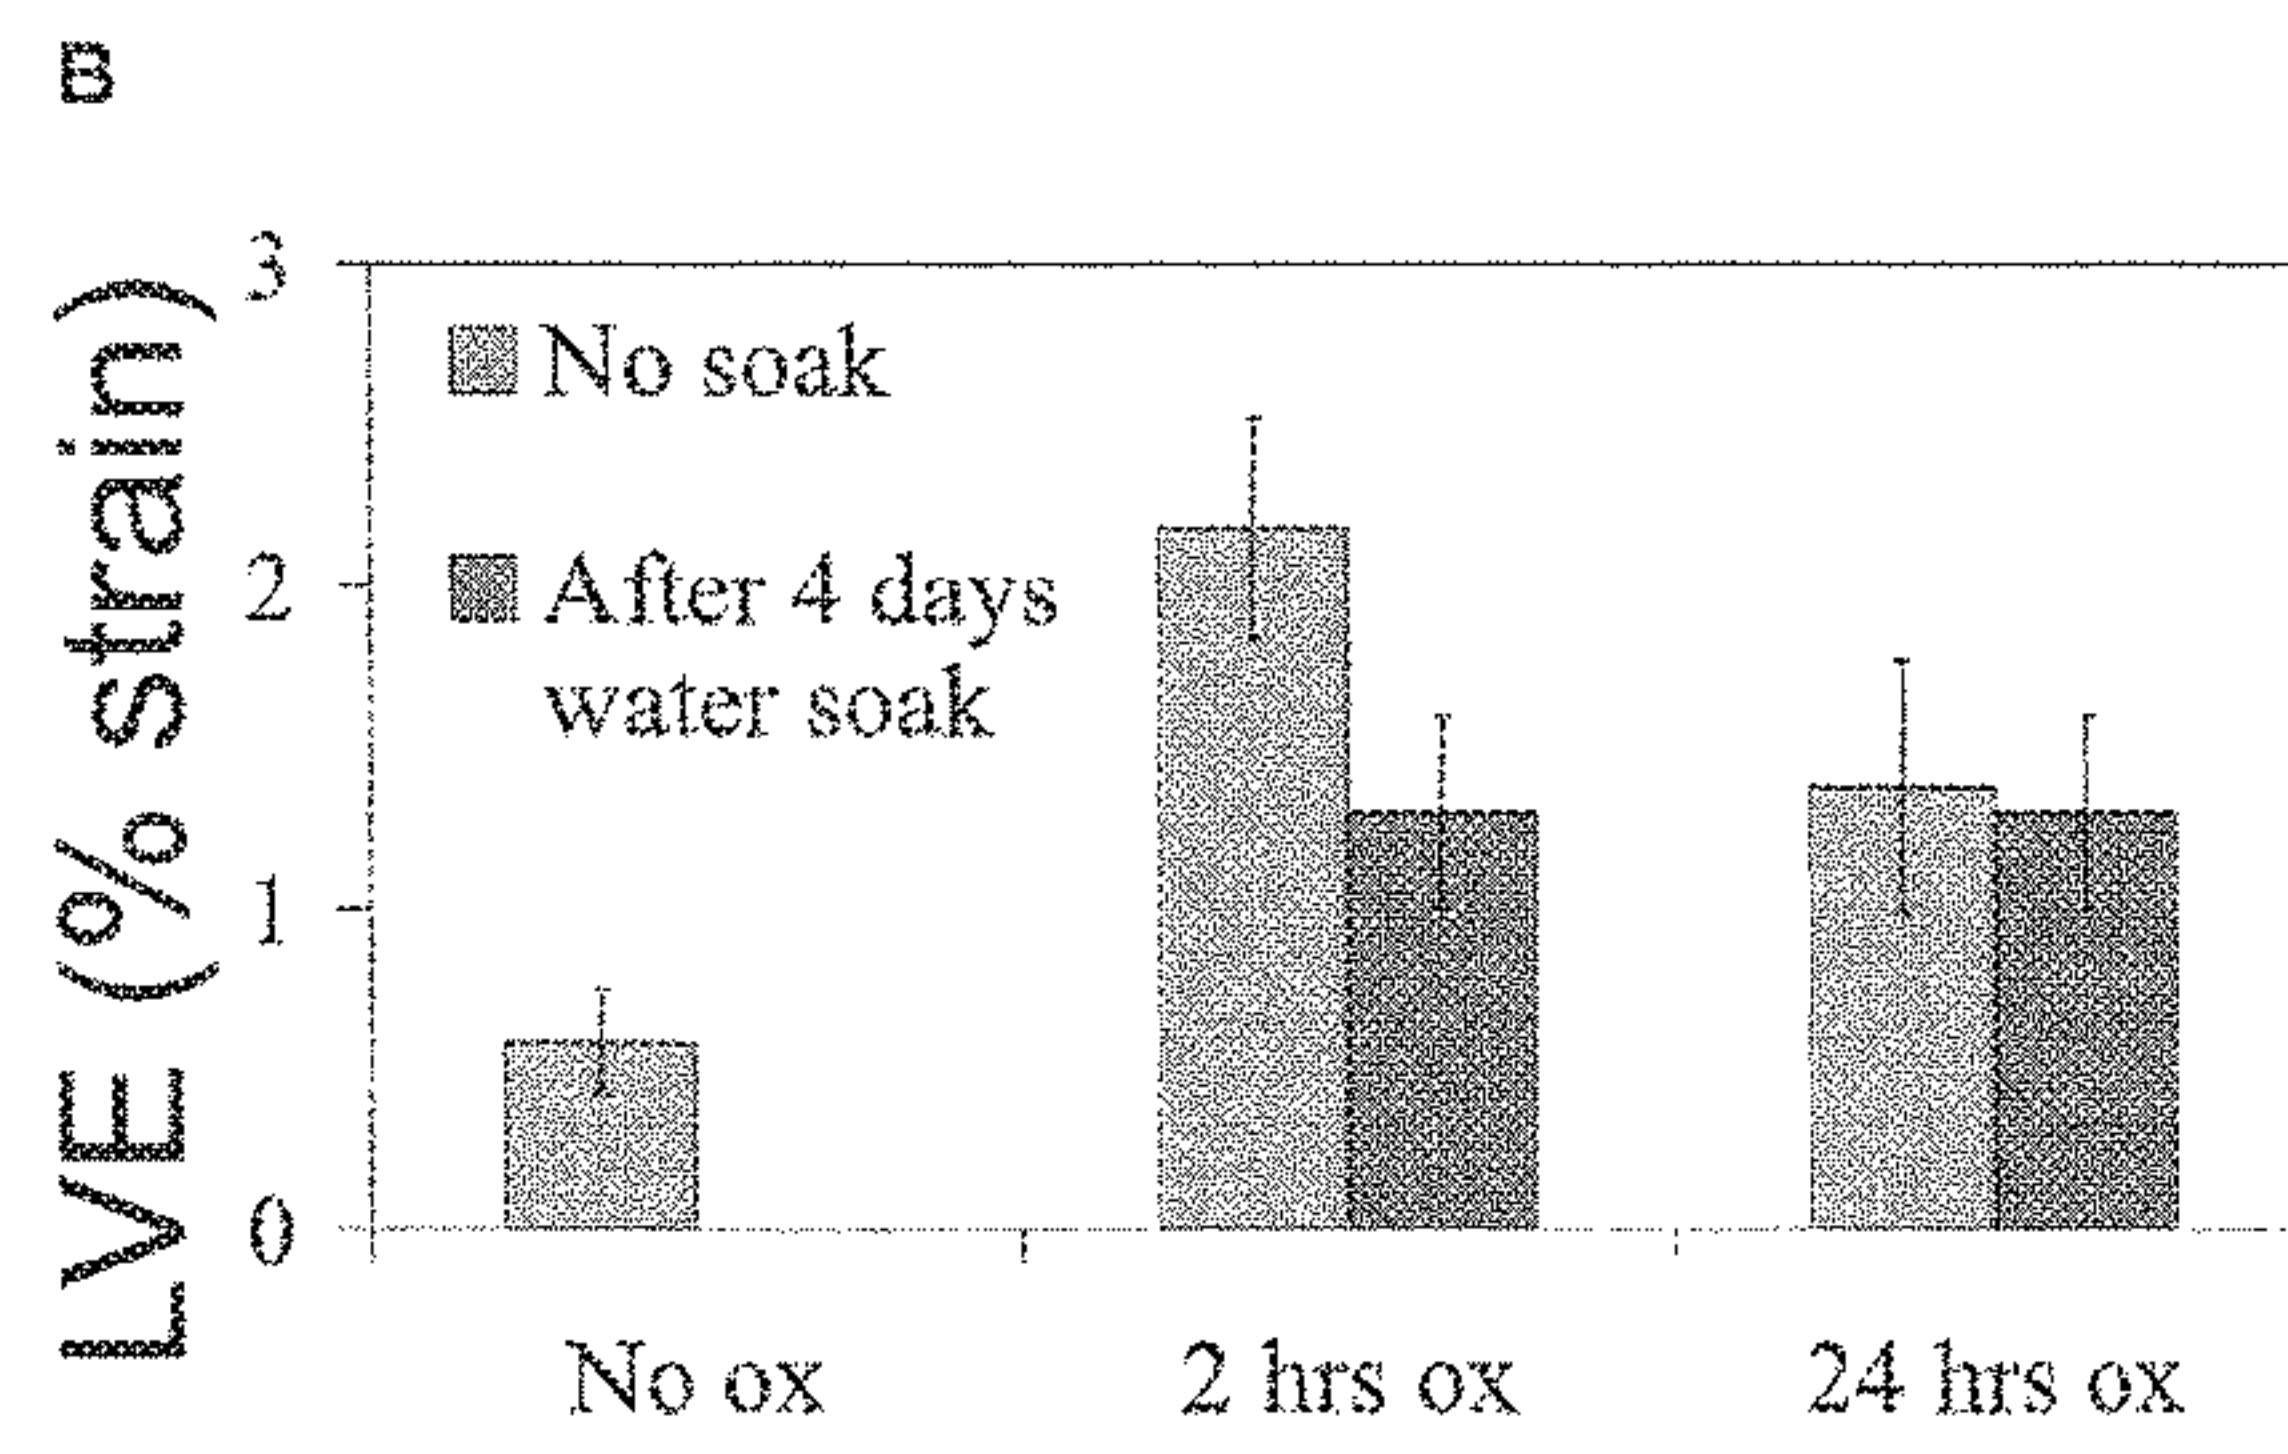 B
LVE (% strain)
3
2
1
0
No soak
After 4 days
water soak
No ox
2 hrs ox
24 hrs ox